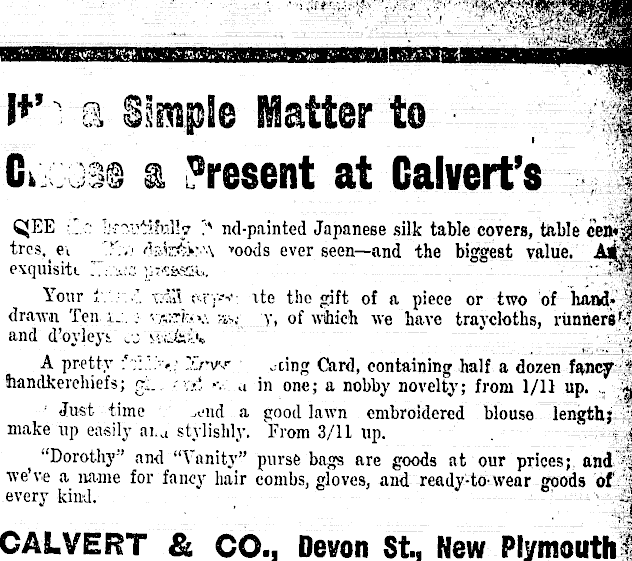 It's a Simple Matter to
Choose a Present at Calvert's
SEE the beautifully nd-painted Japanese silk table covers, table cen-
tres, goods ever seen—and the biggest value. An
exquisite present.
Your will ate the gift of a piece or two of hand-
drawn Ten y, of which we have traycloths, runners
and d'oyleys
A pretty ting Card, containing half a dozen fancy
handkerchiefs; in one; a nobby novelty; from 1/11 up.
Just time send a good lawn embroidered blouse length;
make up easily and stylishly. From 3/11 up.
"Dorothy" and "Vanity" purse bags are goods at our prices; and
we've a name for fancy hair combs, gloves, and ready-to-wear goods of
every kind.
CALVERT & CO., Devon St., New Plymouth